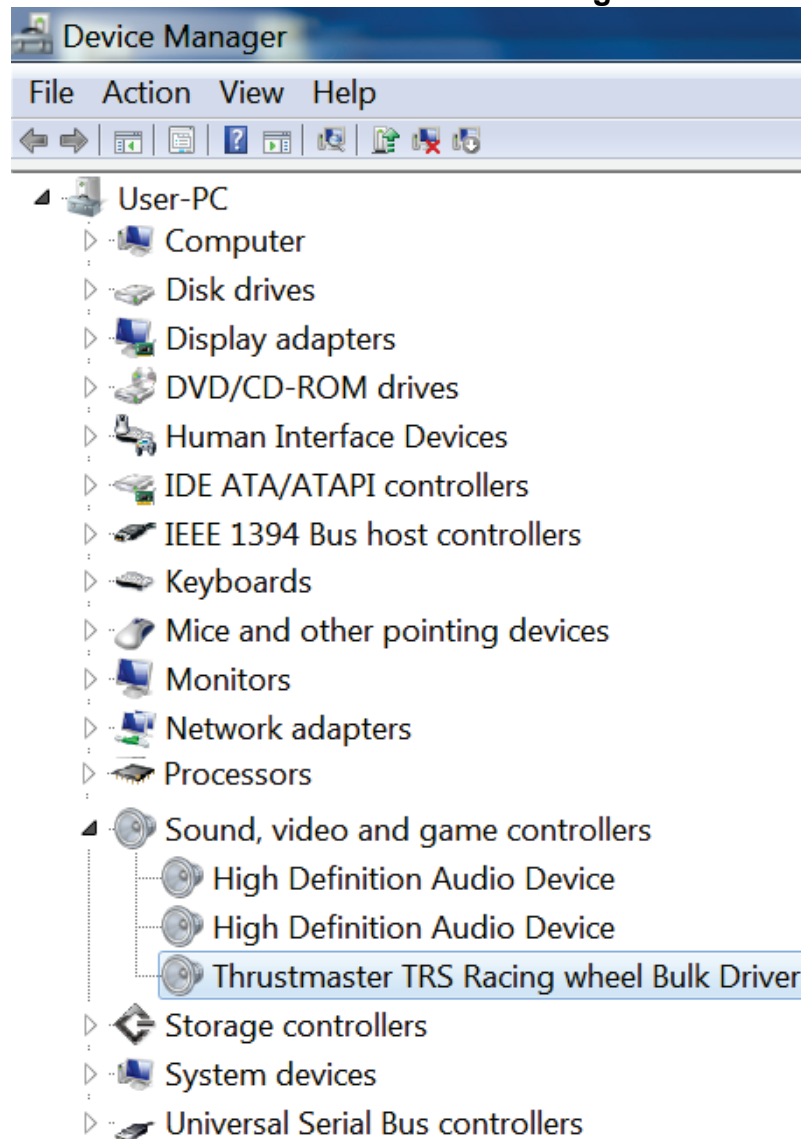 Device Manager
File Action View Help
User-PC
Computer
Disk drives
Display adapters
DVD/CD-ROM drives
Human Interface Devices
IDE ATA/ATAPI controllers
IEEE 1394 Bus host controllers
Keyboards
Mice and other pointing devices
Monitors
Network adapters
Processors
Sound, video and game controllers
High Definition Audio Device
High Definition Audio Device
Thrustmaster TRS Racing wheel Bulk Driver
Storage controllers
System devices
Universal Serial Bus controllers